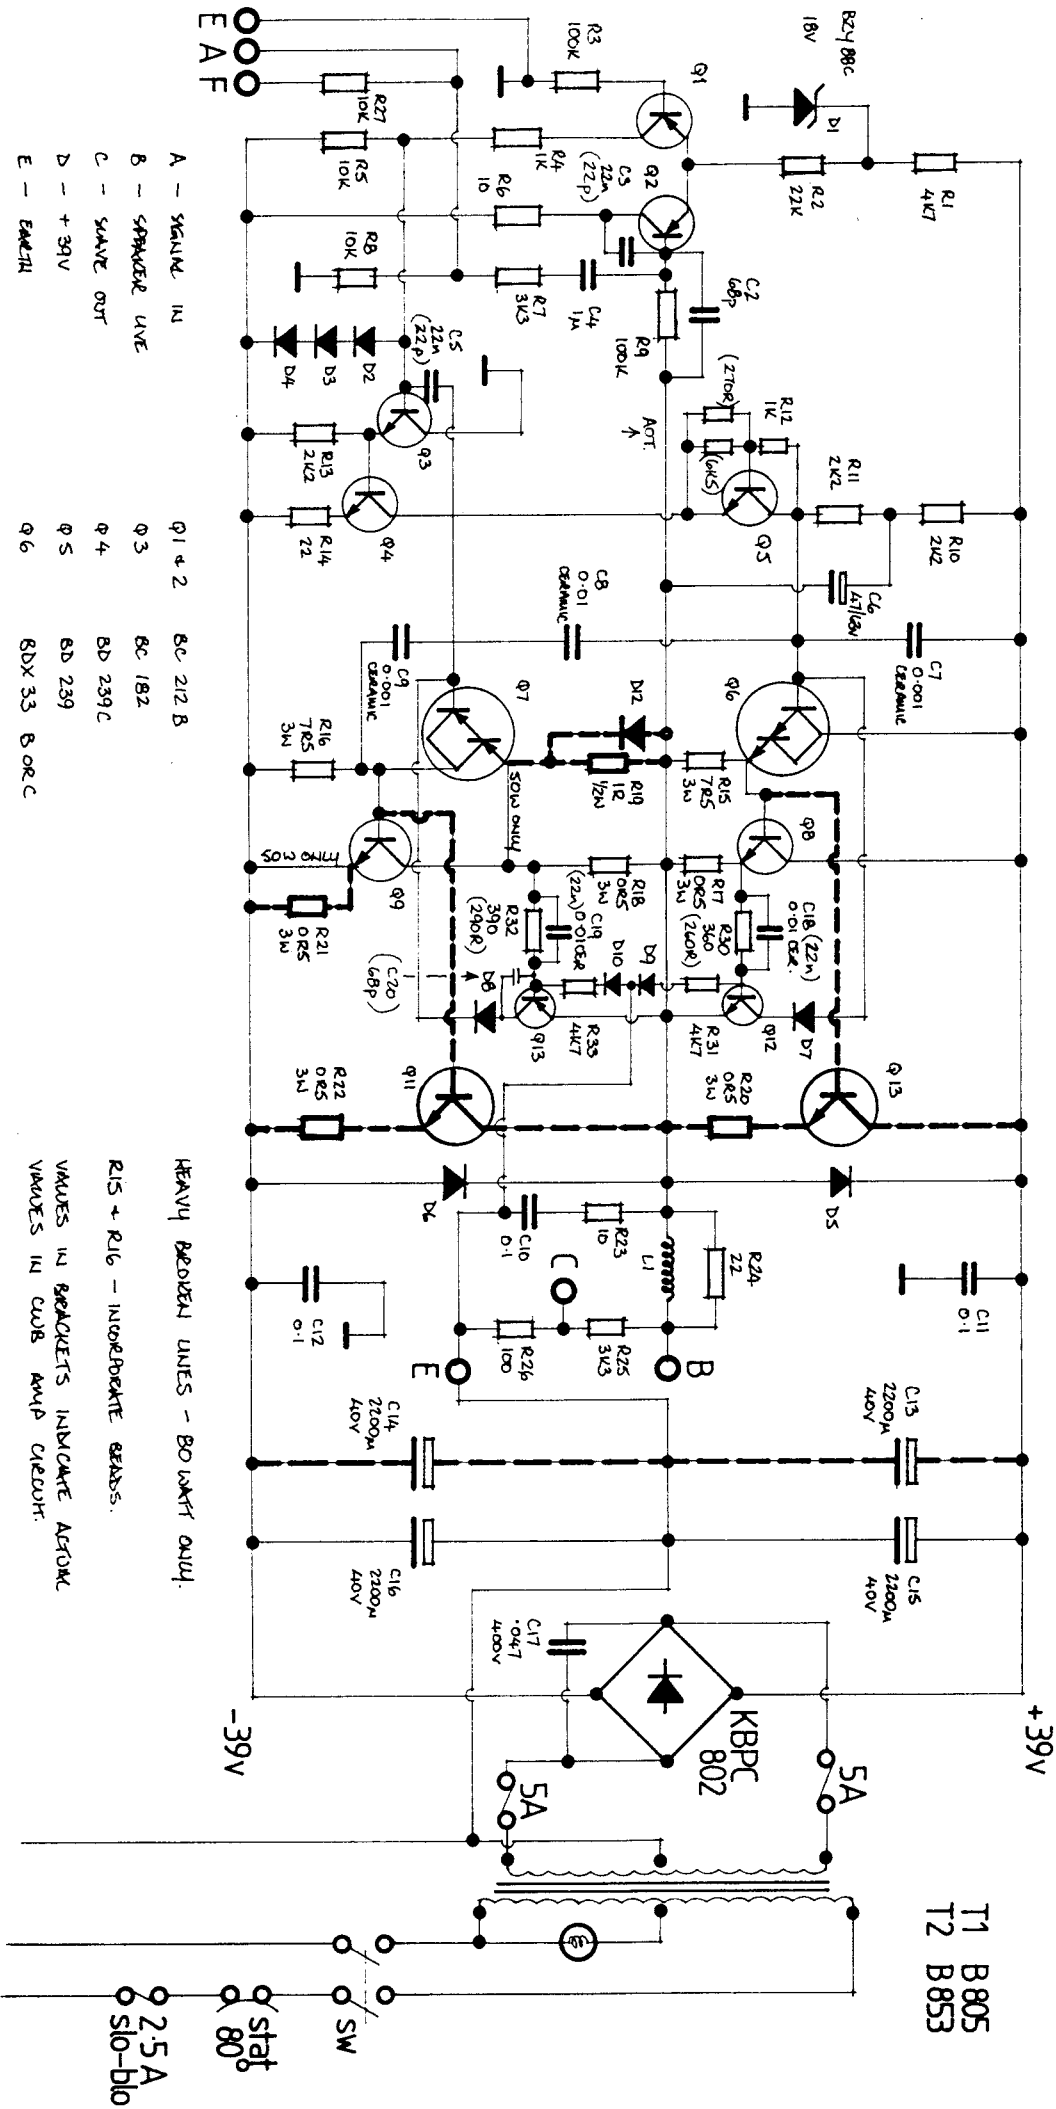 +39v
BZY 88C
18V
D1
R1
4K7
R2
22K
Q1
R3
100K
E
A
F
R27
10K
R5
10K
R4
1K
R6
10
C3
22n
(22p)
Q2
C2
68p
R9
100K
C4
1M
R7
3K3
R8
10K
C5
22n
(22p)
D2
D3
D4
R13
2K2
Q3
R14
22
Q4
(270R)
R12
1K
(6K5)
AOT.
Q5
R11
2K2
R10
2K2
C6
47/63V
C7
0·001
CERAMIC
C8
0·01
CERAMIC
C9
0·001
CERAMIC
Q6
Q7
D12
R15
7R5
3W
R19
1R
1/2W
50W ONLY
R16
7R5
3W
Q8
Q9
50Ω ONLY
R21
0R5
3W
R17
0R5
3W
R18
0R5
3W
C18 (22n)
0·01 CER.
R30
360
(260R)
C19
0·01 CER
(22n)
R32
390
(290R)
(C20)
68p)
D7
D8
D9
D10
Q12
Q13
R31
4K7
R33
4K7
Q13
Q11
R20
0R5
3W
R22
0R5
3W
D5
D6
R24
22
L1
R23
10
C10
0·1
C
R25
3K3
R26
100
B
E
C11
0·1
C12
0·1
C13
2200µ
40V
C14
2200µ
40V
C15
2200µ
40V
C16
2200µ
40V
C17
·047
400V
KBPC
802
-39v
5A
5A
T1 B805
T2 B853
SW
stat
80°
2·5A
slo-blo
A - SIGNAL IN
B - SPEAKER LIVE
C - SLAVE OUT
D - +39V
E - EARTH
Q1 & 2 BC 212 B
Q3 BC 182
Q4 BD 239C
Q5 BD 239
Q6 BDX 33 B OR C
HEAVY BROKEN LINES - 80 WATT ONLY.
R15 & R16 - INCORPORATE BEADS.
VALUES IN BRACKETS INDICATE ACTUAL
VALUES IN CLUB AMP CIRCUIT.